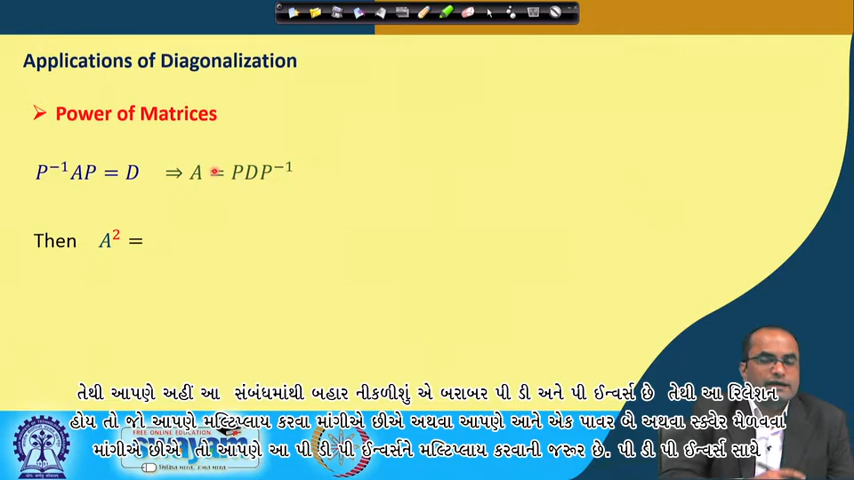 Applications of Diagonalization
➢ Power of Matrices
P⁻¹AP = D ⇒ A = PDP⁻¹
Then A² =
તેથી આપણે અહીં આ સંબંધમાંથી બહાર નીકળીશું એ બરાબર પી ડી અને પી ઈન્વર્સ છે તેથી આ રિલેશન
હોય તો જો આપણે મલ્ટિપ્લાય કરવા માંગીએ છીએ અથવા આપણે આને એક પાવર બે અથવા સ્કવેર મેળવવા
માંગીએ છીએ તો આપણે આ પી ડી પી ઈન્વર્સને મલ્ટિપ્લાય કરવાની જરૂર છે. પી ડી પી ઈન્વર્સ સાથે
FREE ONLINE EDUCATION